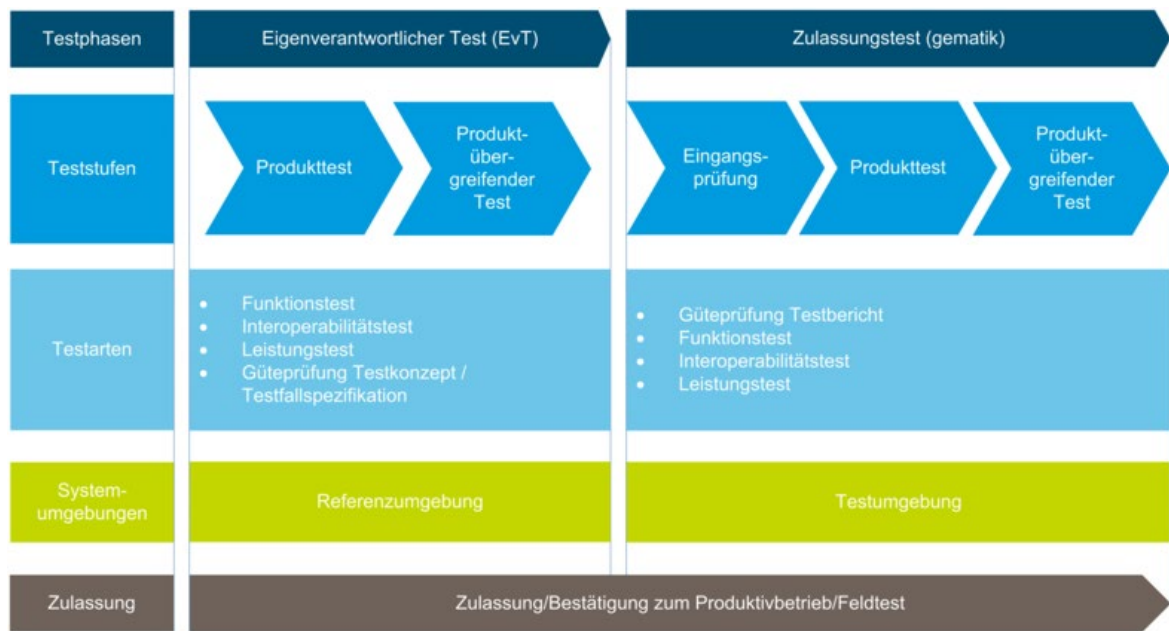 Testphasen
Eigenverantwortlicher Test (EvT)
Zulassungstest (gematik)
Teststufen
Produkttest
Produkt-
über-
greifender
Test
Eingangs-
prüfung
Produkttest
Produkt-
über-
greifender
Test
Testarten
• Funktionstest
• Interoperabilitätstest
• Leistungstest
• Güteprüfung Testkonzept /
Testfallspezifikation
• Güteprüfung Testbericht
• Funktionstest
• Interoperabilitätstest
• Leistungstest
System-
umgebungen
Referenzumgebung
Testumgebung
Zulassung
Zulassung/Bestätigung zum Produktivbetrieb/Feldtest